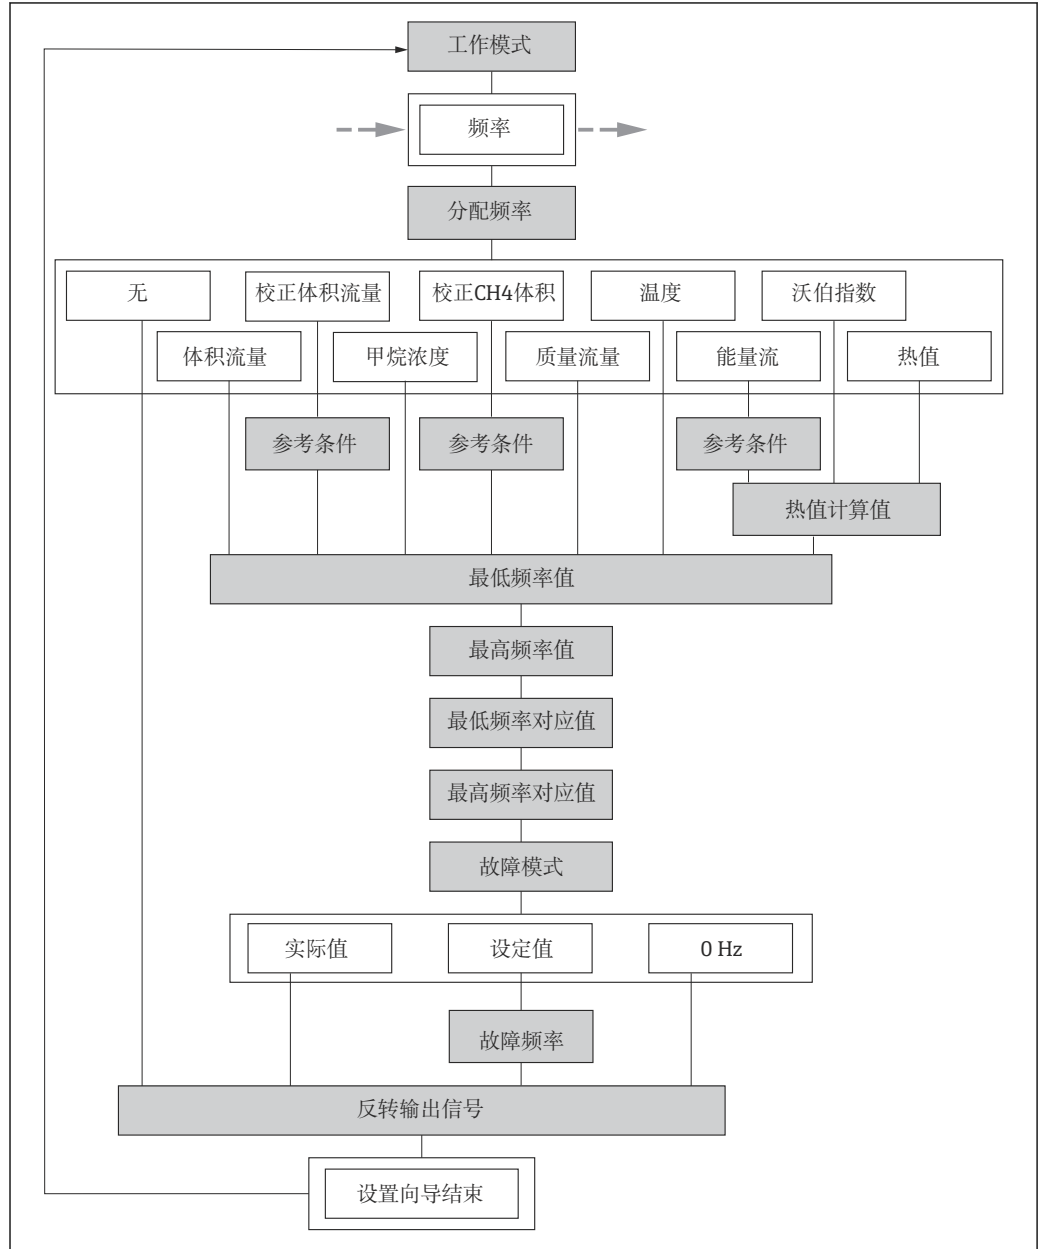 工作模式
频率
分配频率
无
校正体积流量
校正CH4体积
温度
沃伯指数
体积流量
甲烷浓度
质量流量
能量流
热值
参考条件
参考条件
参考条件
热值计算值
最低频率值
最高频率值
最低频率对应值
最高频率对应值
故障模式
实际值
设定值
0 Hz
故障频率
反转输出信号
设置向导结束